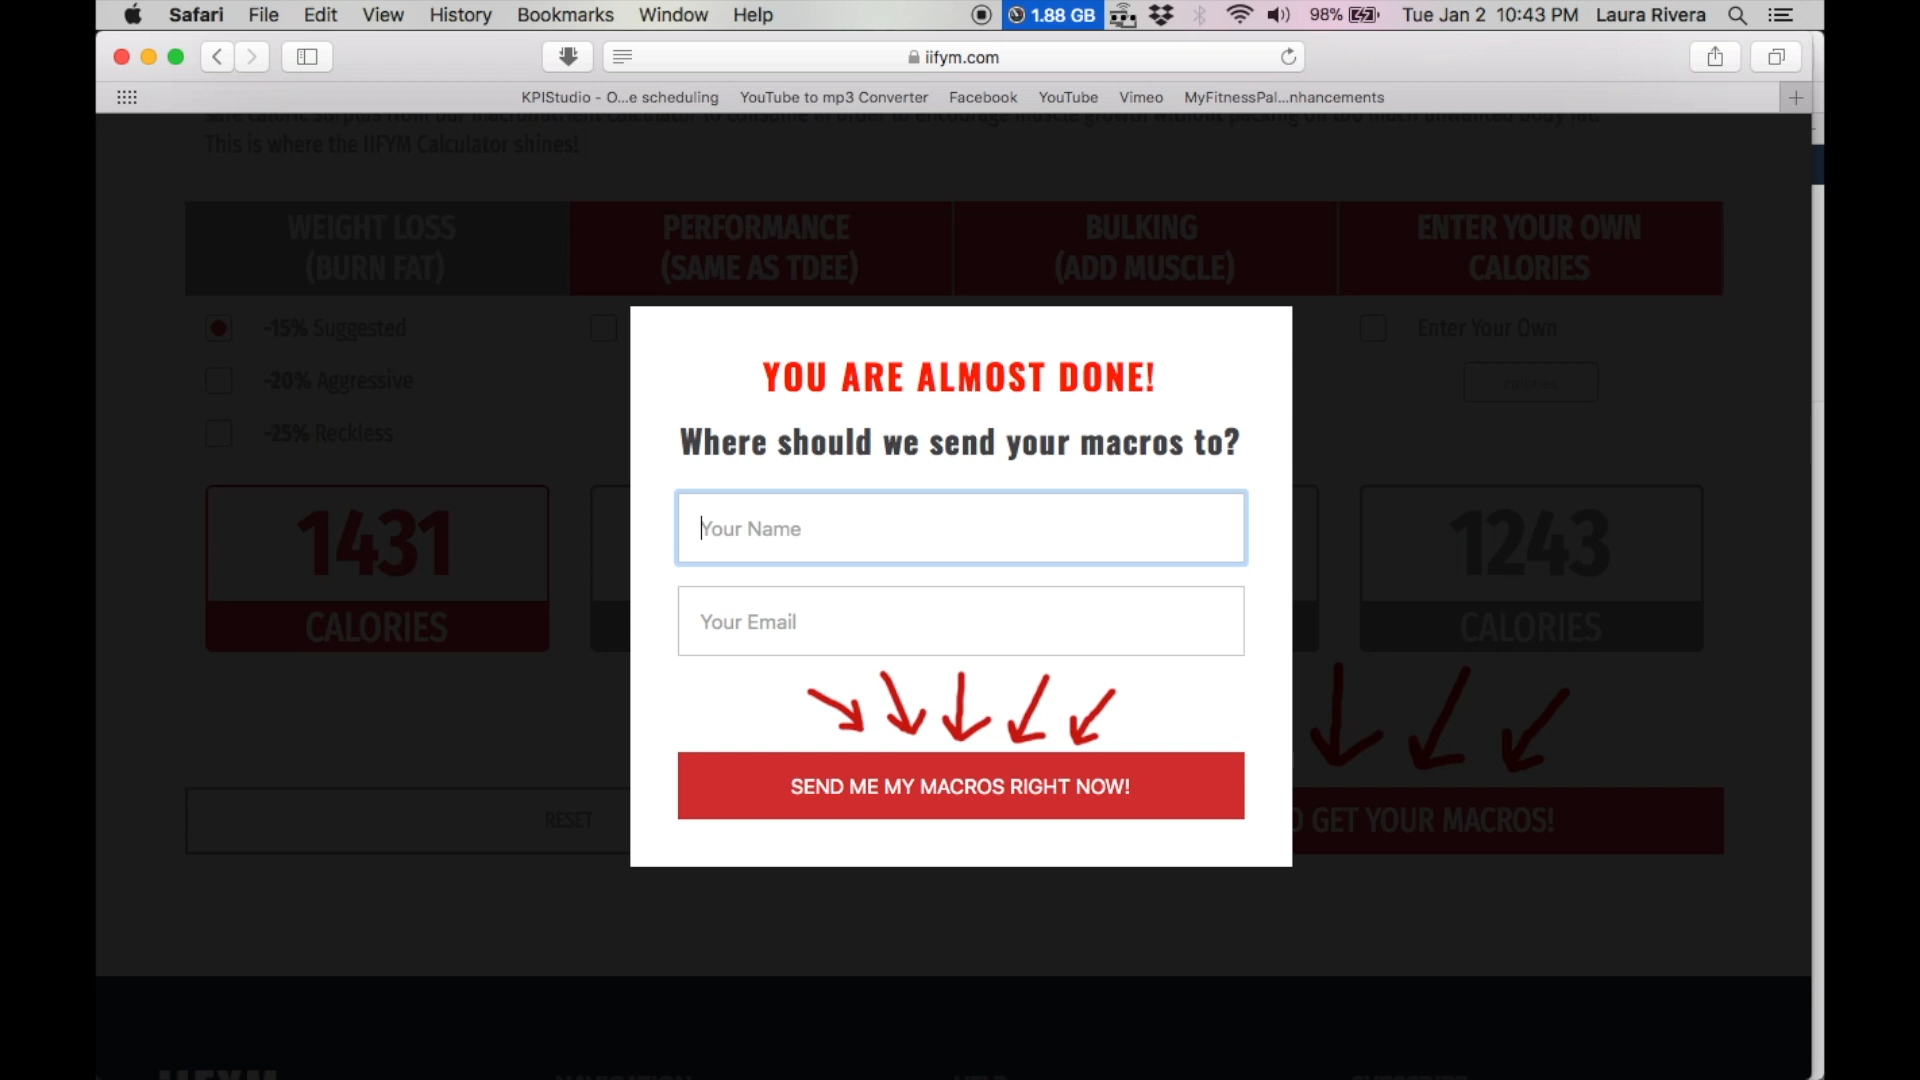 Safari File Edit View History Bookmarks Window Help 1.88 GB 98% Tue Jan 2 10:43 PM Laura Rivera
iifym.com
KPIStudio - O...e scheduling YouTube to mp3 Converter Facebook YouTube Vimeo MyFitnessPal...nhancements
This is where the IIFYM Calculator shines!
WEIGHT LOSS
(BURN FAT)
PERFORMANCE
(SAME AS TDEE)
BULKING
(ADD MUSCLE)
ENTER YOUR OWN
CALORIES
-15% Suggested
-20% Aggressive
-25% Reckless
Enter Your Own
1431
CALORIES
1243
CALORIES
YOU ARE ALMOST DONE!
Where should we send your macros to?
Your Name
Your Email
SEND ME MY MACROS RIGHT NOW!
RESET
GET YOUR MACROS!